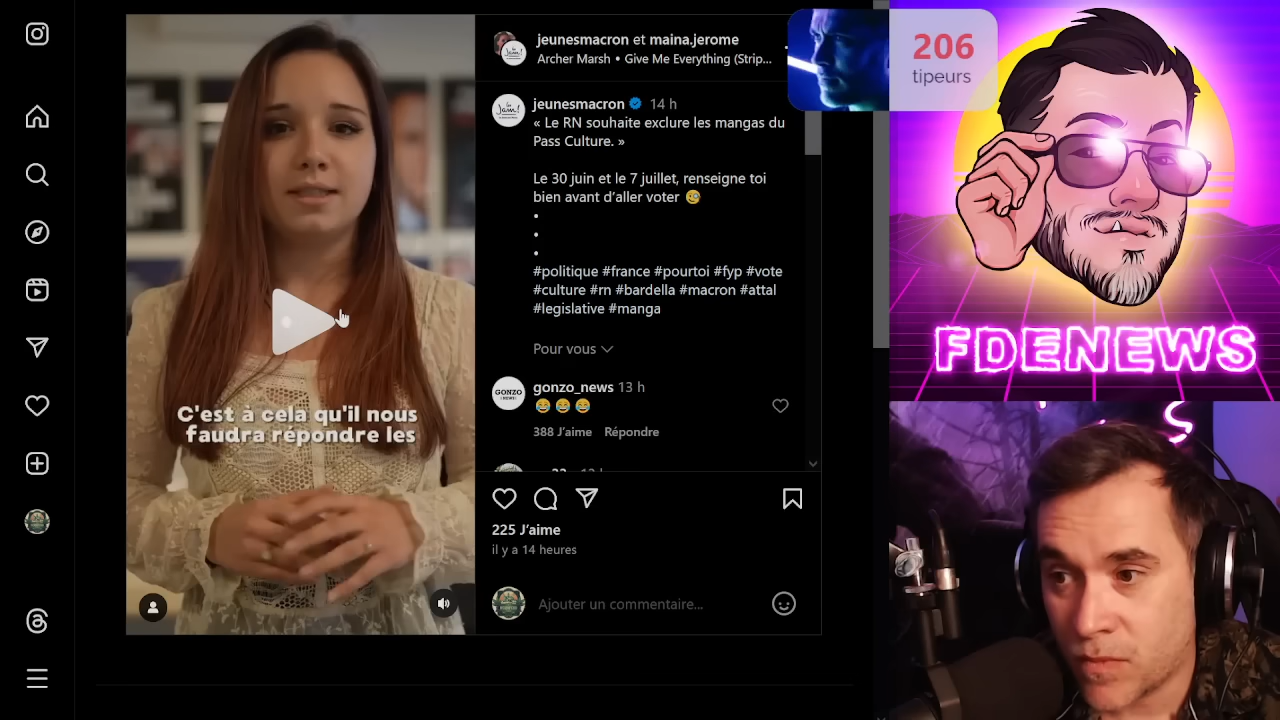 jeunesmacron et maina.jerome
Archer Marsh • Give Me Everything (Strip...
jeunesmacron 14 h
« Le RN souhaite exclure les mangas du
Pass Culture. »
Le 30 juin et le 7 juillet, renseigne toi
bien avant d’aller voter 🧐
•
•
•
#politique #france #pourtoi #fyp #vote
#culture #rn #bardella #macron #attal
#legislative #manga
Pour vous
GONZO
gonzo_news 13 h
😂 😂 😂
388 J’aime Répondre
225 J’aime
il y a 14 heures
Ajouter un commentaire...
C'est à cela qu'il nous
faudra répondre les
206
tipeurs
FDENEWS